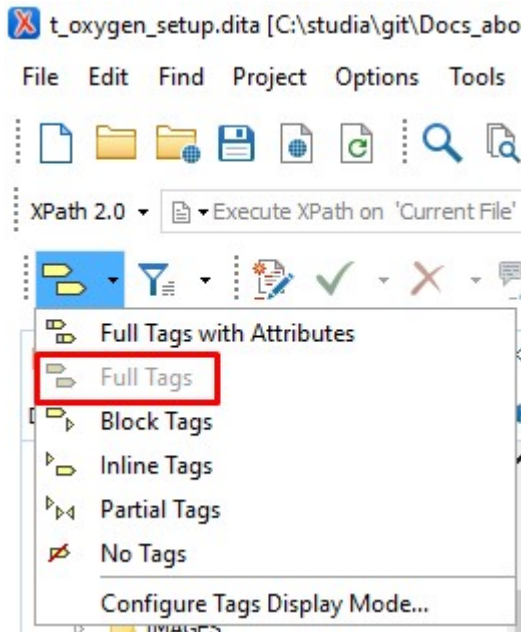 t_oxygen_setup.dita [C:\studia\git\Docs_abo
File Edit Find Project Options Tools
XPath 2.0 Execute XPath on 'Current File'
Full Tags with Attributes
Full Tags
Block Tags
Inline Tags
Partial Tags
No Tags
Configure Tags Display Mode...
IMAGES